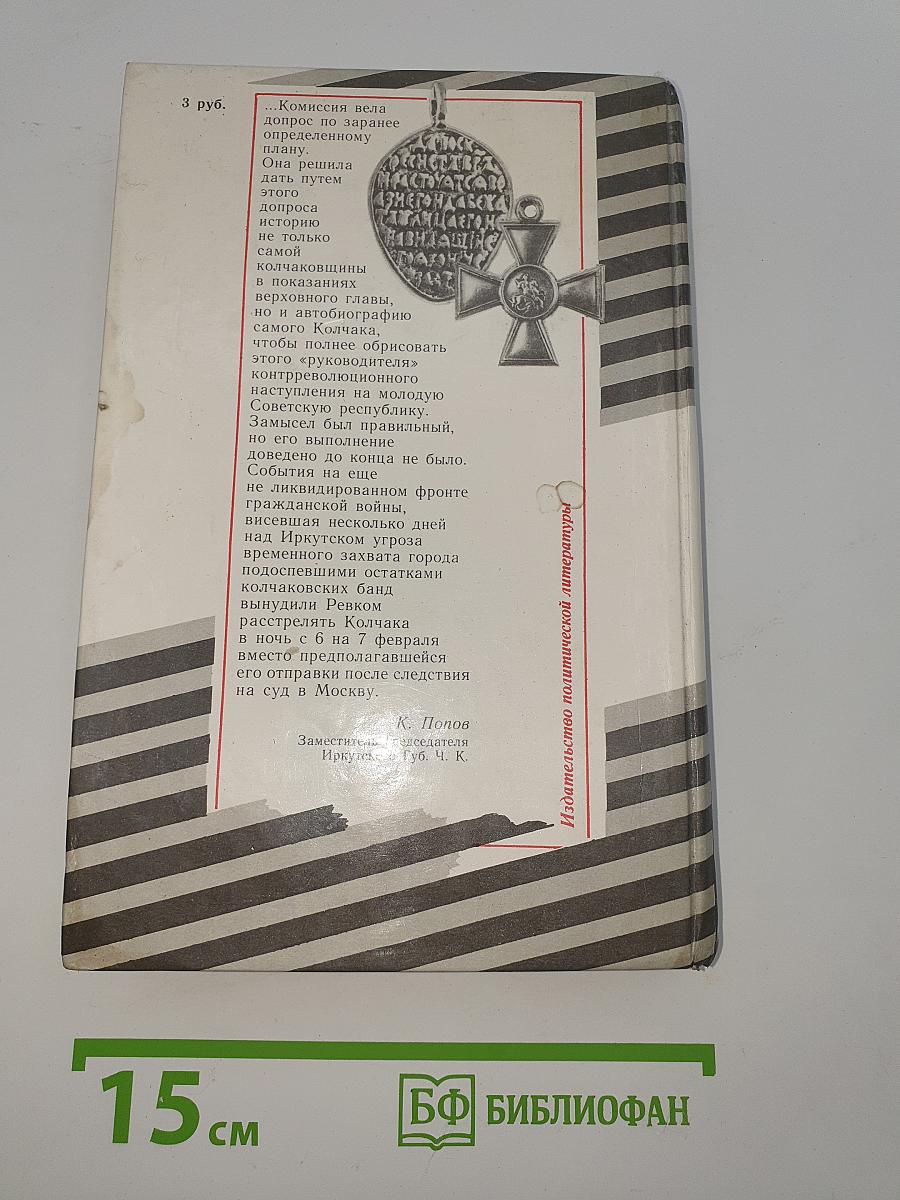 3 руб.
...Комиссия вела
допрос по заранее
определенному
плану.
Она решила
дать путем
этого
допроса
историю
не только
самой
колчаковщины
в показаниях
верховного главы,
но и автобиографию
самого Колчака,
чтобы полнее обрисовать
этого «руководителя»
контрреволюционного
наступления на молодую
Советскую республику.
Замысел был правильный,
но его выполнение
доведено до конца не было.
События на еще
не ликвидированном фронте
гражданской войны,
висевшая несколько дней
над Иркутском угроза
временного захвата города
подоспевшими остатками
колчаковских банд
вынудили Ревком
расстрелять Колчака
в ночь с 6 на 7 февраля
вместо предполагавшейся
его отправки после следствия
на суд в Москву.
К. Попов
Заместитель председателя
Иркутской Губ. Ч. К.
Издательство политической литературы
15 см
БФ БИБЛИОФАН